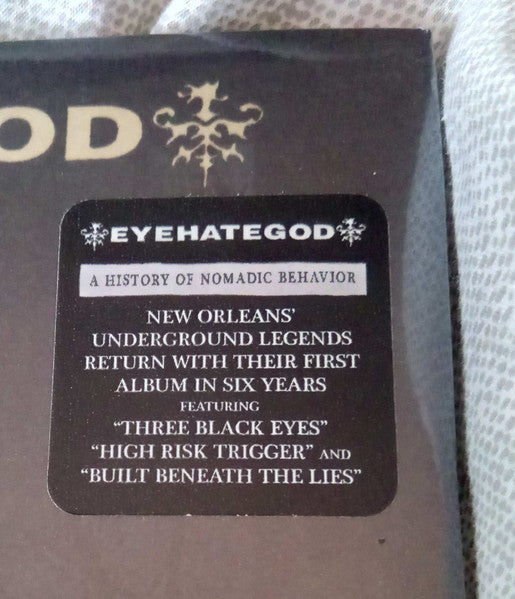 OD
EYEHATEGOD
A HISTORY OF NOMADIC BEHAVIOR
NEW ORLEANS'
UNDERGROUND LEGENDS
RETURN WITH THEIR FIRST
ALBUM IN SIX YEARS
FEATURING
"THREE BLACK EYES"
"HIGH RISK TRIGGER" AND
"BUILT BENEATH THE LIES"